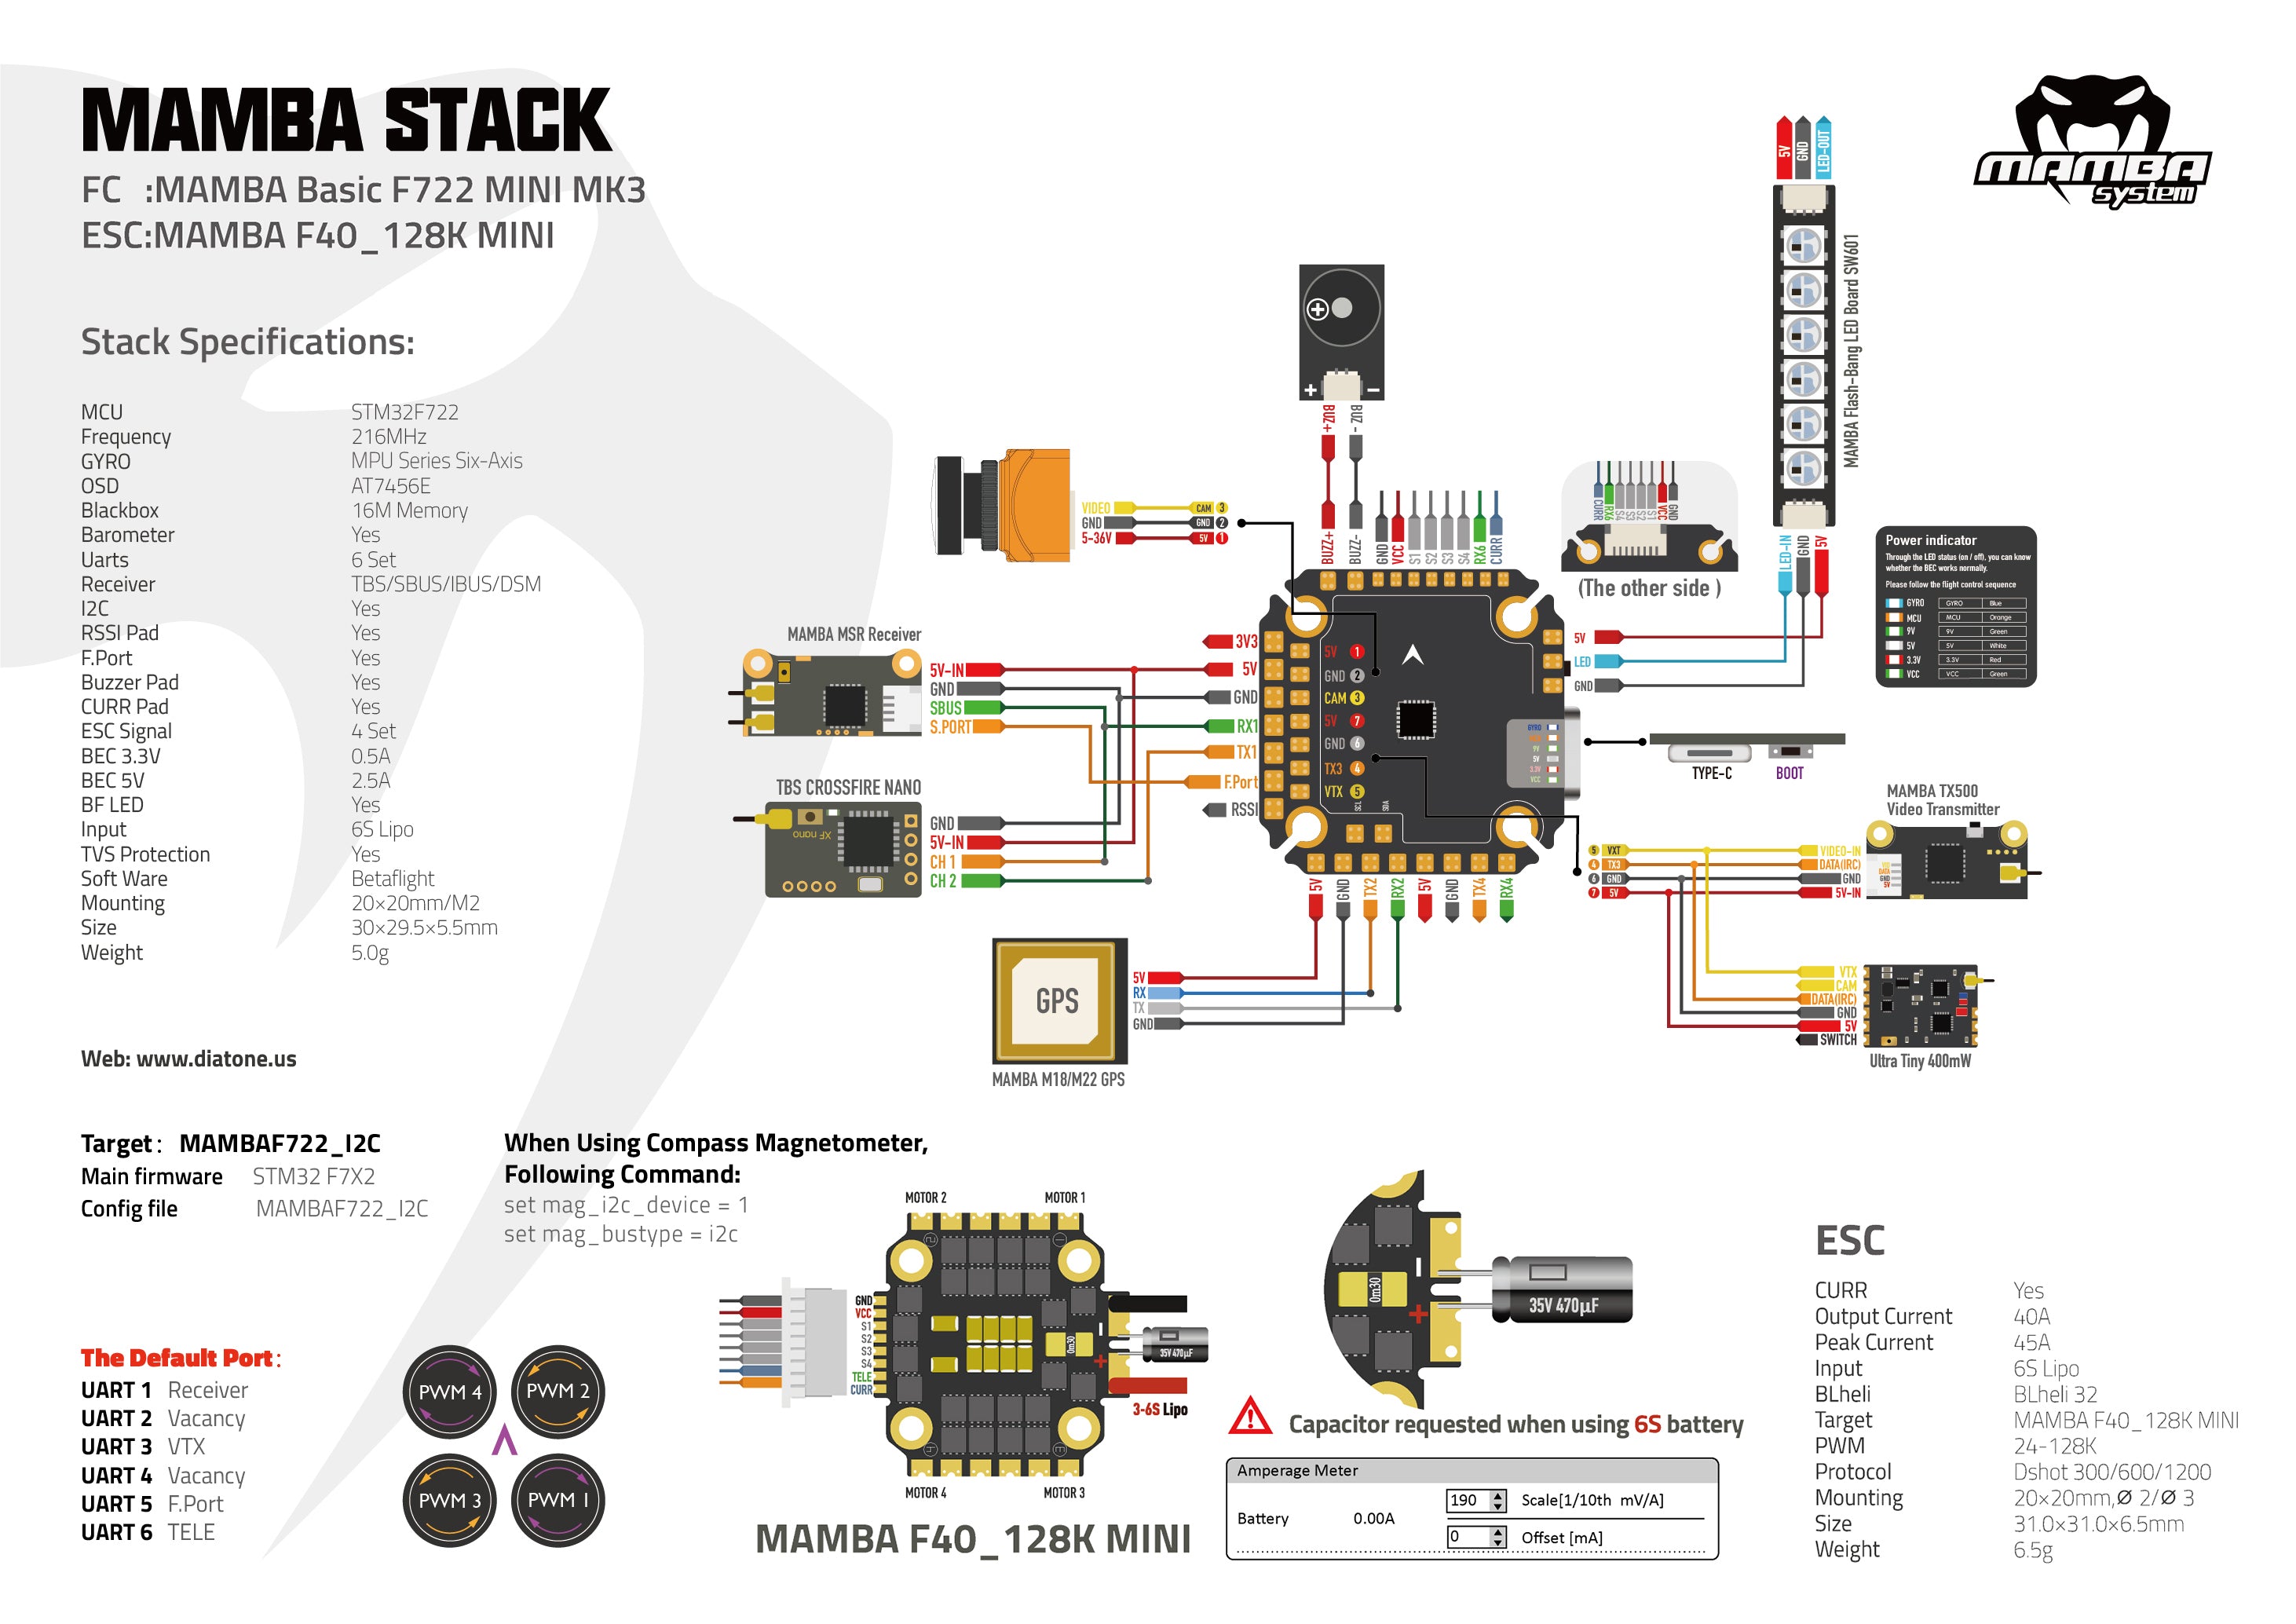 MAMBA STACK
FC :MAMBA Basic F722 MINI MK3
ESC:MAMBA F40_128K MINI
MAMBA
system
Stack Specifications:
MCU STM32F722
Frequency 216MHz
GYRO MPU Series Six-Axis
OSD AT7456E
Blackbox 16M Memory
Barometer Yes
Uarts 6 Set
Receiver TBS/SBUS/IBUS/DSM
I2C Yes
RSSI Pad Yes
F.Port Yes
Buzzer Pad Yes
CURR Pad Yes
ESC Signal 4 Set
BEC 3.3V 0.5A
BEC 5V 2.5A
BF LED Yes
Input 6S Lipo
TVS Protection Yes
Soft Ware Betaflight
Mounting 20×20mm/M2
Size 30×29.5×5.5mm
Weight 5.0g
Web: www.diatone.us
VIDEO CAM 3
GND GND 2
5-36V 5V 1
+ −
BUZ+ BUZ -
BUZZ+ BUZZ- GND VCC S1 S2 S3 S4 RX6 CURR
CURR RX6 S4 S3 S2 S1 VCC GND
(The other side )
5V GND LED-OUT
MAMBA Flash-Bang LED Board SW601
LED-IN GND 5V
5V
LED
GND
Power indicator
Through the LED status (on / off), you can know
whether the BEC works normally.
Please follow the flight control sequence
GYRO GYRO Blue
MCU MCU Orange
9V 9V Green
5V 5V White
3.3V 3.3V Red
VCC VCC Green
MAMBA MSR Receiver
5V-IN
GND
SBUS
S.PORT
TBS CROSSFIRE NANO
XF nano
GND
5V-IN
CH 1
CH 2
3V3
5V
GND
RX1
TX1
F.Port
RSSI
5V 1
GND 2
CAM 3
5V 7
GND 6
TX3 4
VTX 5
SCL SDA
GYRO
9V
5V
3.3V
VCC
TYPE-C BOOT
5V GND TX2 RX2 5V GND TX4 RX4
GPS
5V
RX
TX
GND
MAMBA M18/M22 GPS
MAMBA TX500
Video Transmitter
5 VXT VIDEO-IN
4 TX3 DATA(IRC)
6 GND GND
7 5V 5V-IN
DATA
GND
5V
VTX
CAM
DATA(IRC)
GND
5V
SWITCH
Ultra Tiny 400mW
Target： MAMBAF722_I2C
Main firmware STM32 F7X2
Config file MAMBAF722_I2C
When Using Compass Magnetometer,
Following Command:
set mag_i2c_device = 1
set mag_bustype = i2c
The Default Port：
UART 1 Receiver
UART 2 Vacancy
UART 3 VTX
UART 4 Vacancy
UART 5 F.Port
UART 6 TELE
PWM 4 PWM 2
PWM 3 PWM 1
MOTOR 2 MOTOR 1
2 1
GND
VCC
S1
S2
S3
S4
TELE
CURR
0m30
35V 470µF
+
3-6S Lipo
4 3
MOTOR 4 MOTOR 3
MAMBA F40_128K MINI
0m30
+
35V 470µF
Capacitor requested when using 6S battery
Amperage Meter
Battery 0.00A
190 Scale[1/10th mV/A]
0 Offset [mA]
ESC
CURR Yes
Output Current 40A
Peak Current 45A
Input 6S Lipo
BLheli BLheli 32
Target MAMBA F40_128K MINI
PWM 24-128K
Protocol Dshot 300/600/1200
Mounting 20×20mm,Ø 2/Ø 3
Size 31.0×31.0×6.5mm
Weight 6.5g